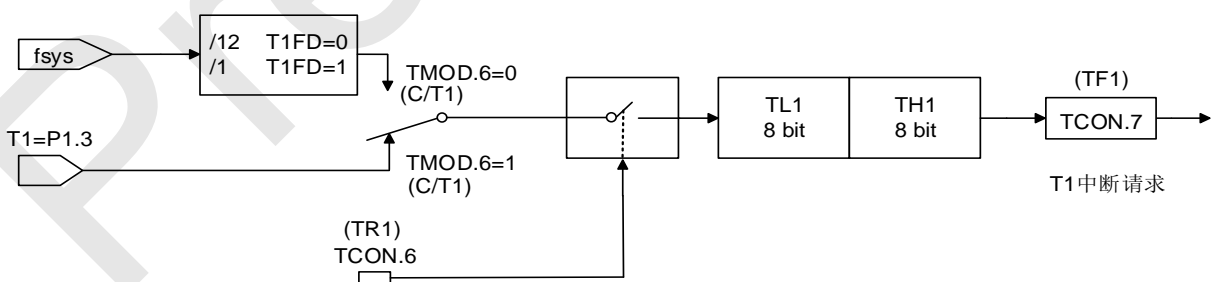 fsys
/12 T1FD=0
/1 T1FD=1
TMOD.6=0
(C/T1)
T1=P1.3
TMOD.6=1
(C/T1)
(TR1)
TCON.6
TL1
8 bit
TH1
8 bit
(TF1)
TCON.7
T1中断请求